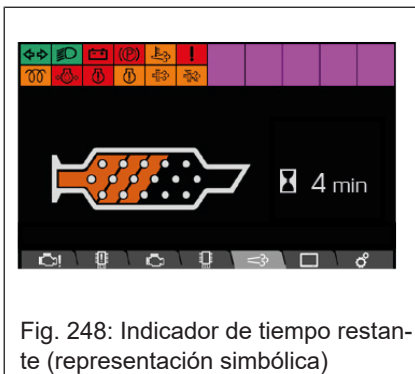 (P) !
4 min
!
Fig. 248: Indicador de tiempo restan-
te (representación simbólica)